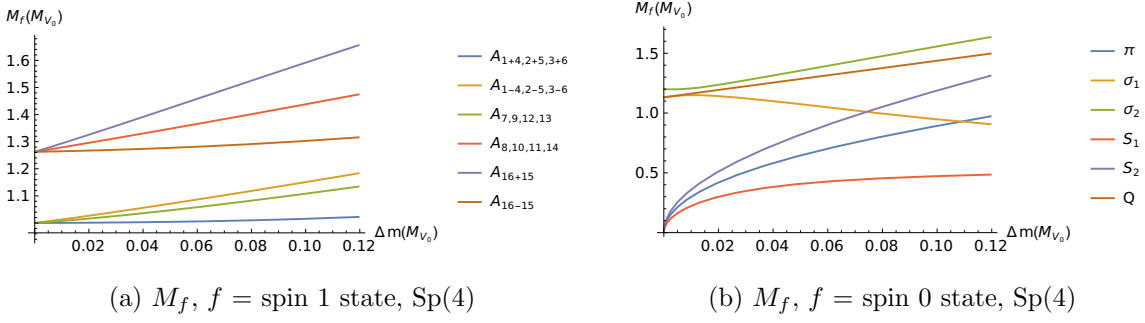 M_f(M_{V_0})
1.6
1.5
1.4
1.3
1.2
1.1
0.02 0.04 0.06 0.08 0.10 0.12
Δm(M_{V_0})
A_{1+4,2+5,3+6}
A_{1-4,2-5,3-6}
A_{7,9,12,13}
A_{8,10,11,14}
A_{16+15}
A_{16-15}
(a) M_f, f = spin 1 state, Sp(4)
M_f(M_{V_0})
1.5
1.0
0.5
0.02 0.04 0.06 0.08 0.10 0.12
Δm(M_{V_0})
π
σ_1
σ_2
S_1
S_2
Q
(b) M_f, f = spin 0 state, Sp(4)